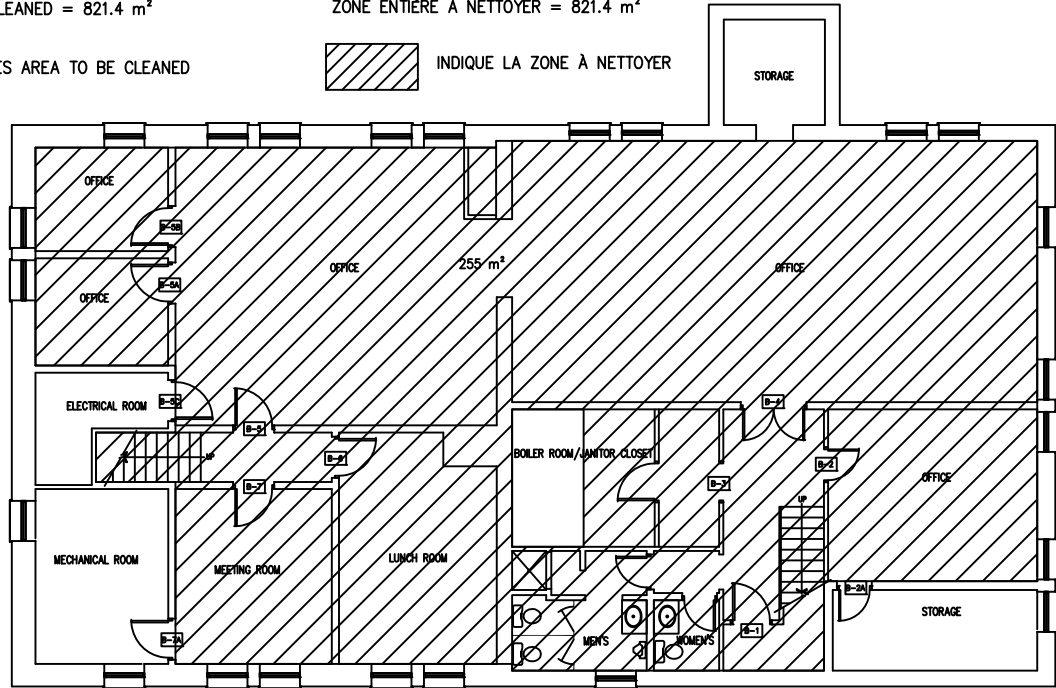 LEANED = 821.4 m²
ZONE ENTIÈRE À NETTOYER = 821.4 m²
ES AREA TO BE CLEANED
INDIQUE LA ZONE À NETTOYER
STORAGE
OFFICE
B-5B
OFFICE
255 m²
OFFICE
B-5A
OFFICE
ELECTRICAL ROOM
B-5C
B-4
B-5
UP
B-6
BOILER ROOM/JANITOR CLOSET
B-2
B-7
B-3
OFFICE
UP
MECHANICAL ROOM
MEETING ROOM
LUNCH ROOM
B-2A
STORAGE
B-7A
MEN'S
WOMEN'S
B-1